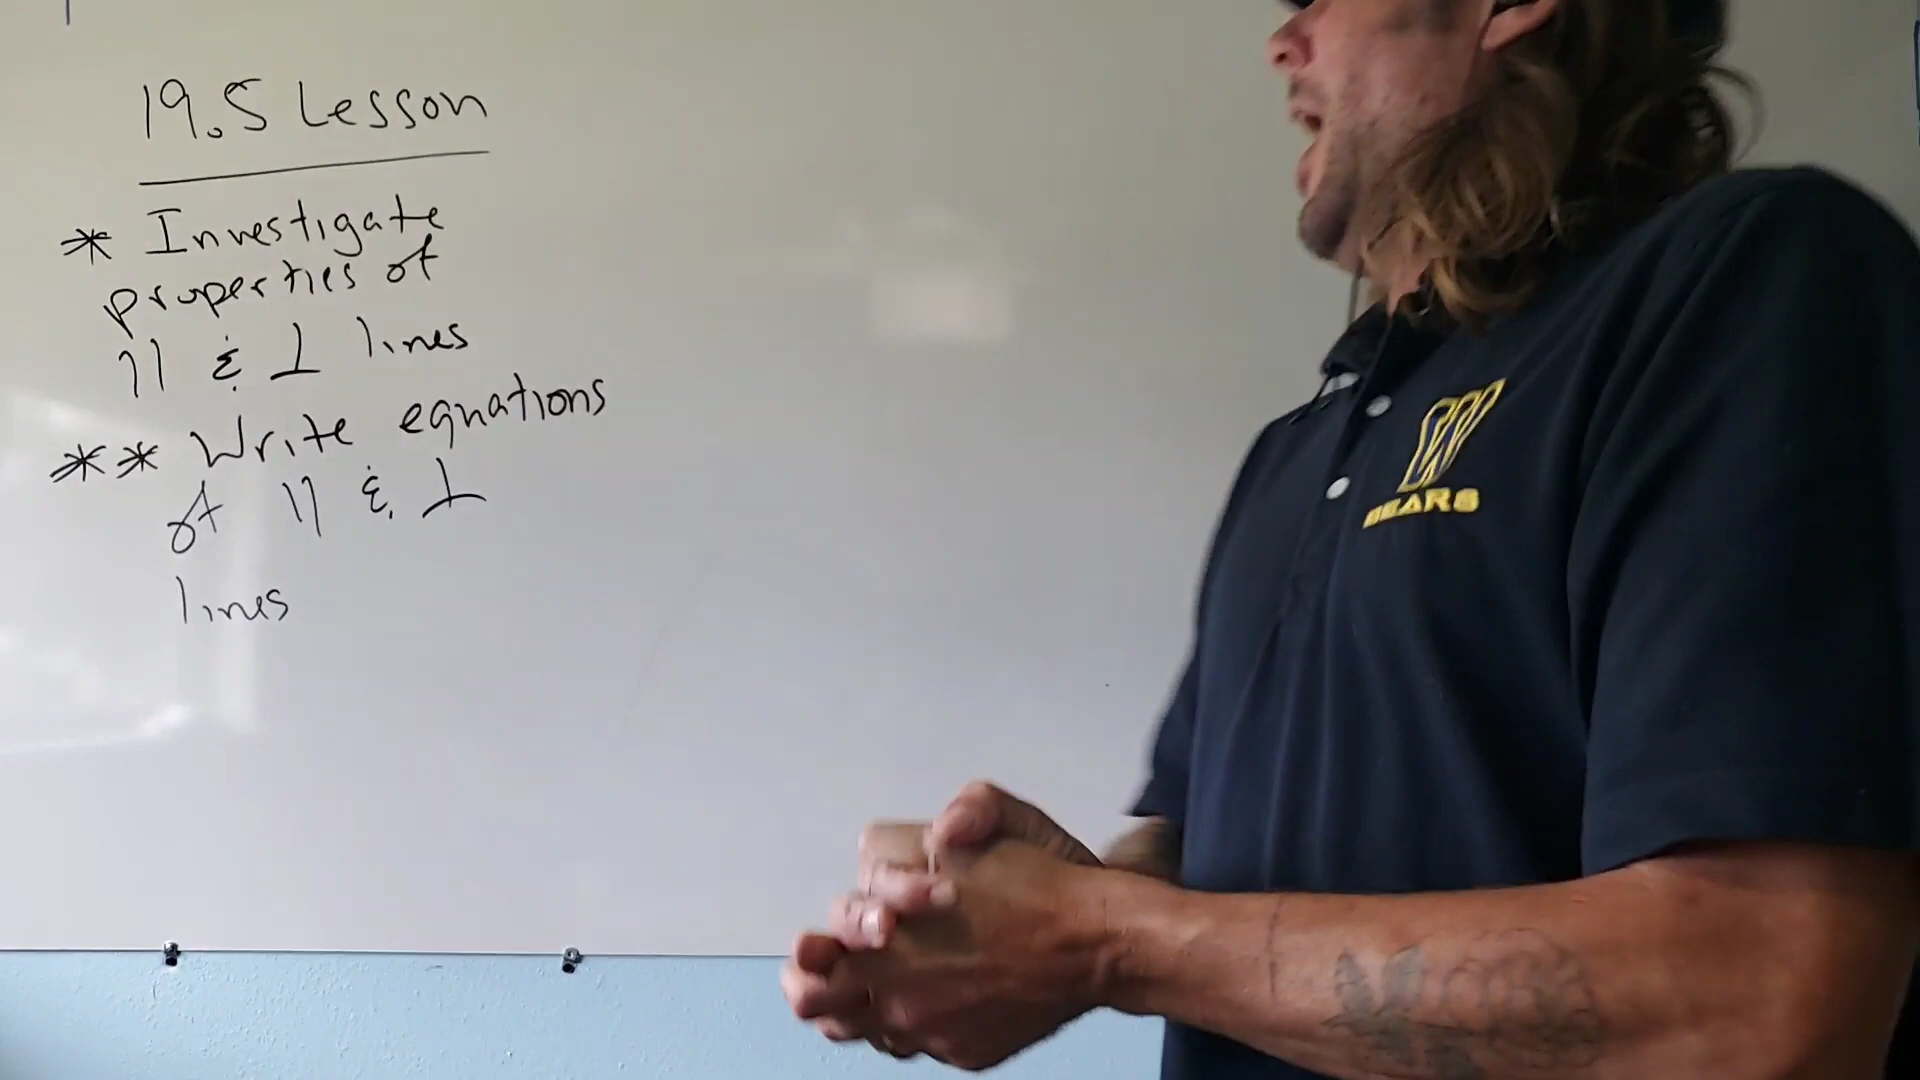 19.5 Lesson
* Investigate
properties of
|| & ⊥ lines
** Write equations
of || & ⊥
lines
W
BEARS